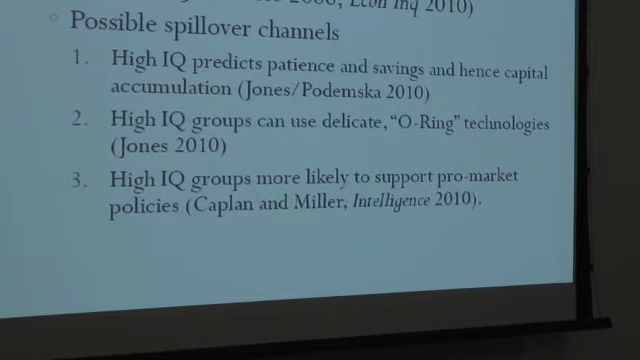 Econ Inq 2010)
Possible spillover channels
1. High IQ predicts patience and savings and hence capital
accumulation (Jones/Podemska 2010)
2. High IQ groups can use delicate, “O-Ring” technologies
(Jones 2010)
3. High IQ groups more likely to support pro-market
policies (Caplan and Miller, Intelligence 2010).